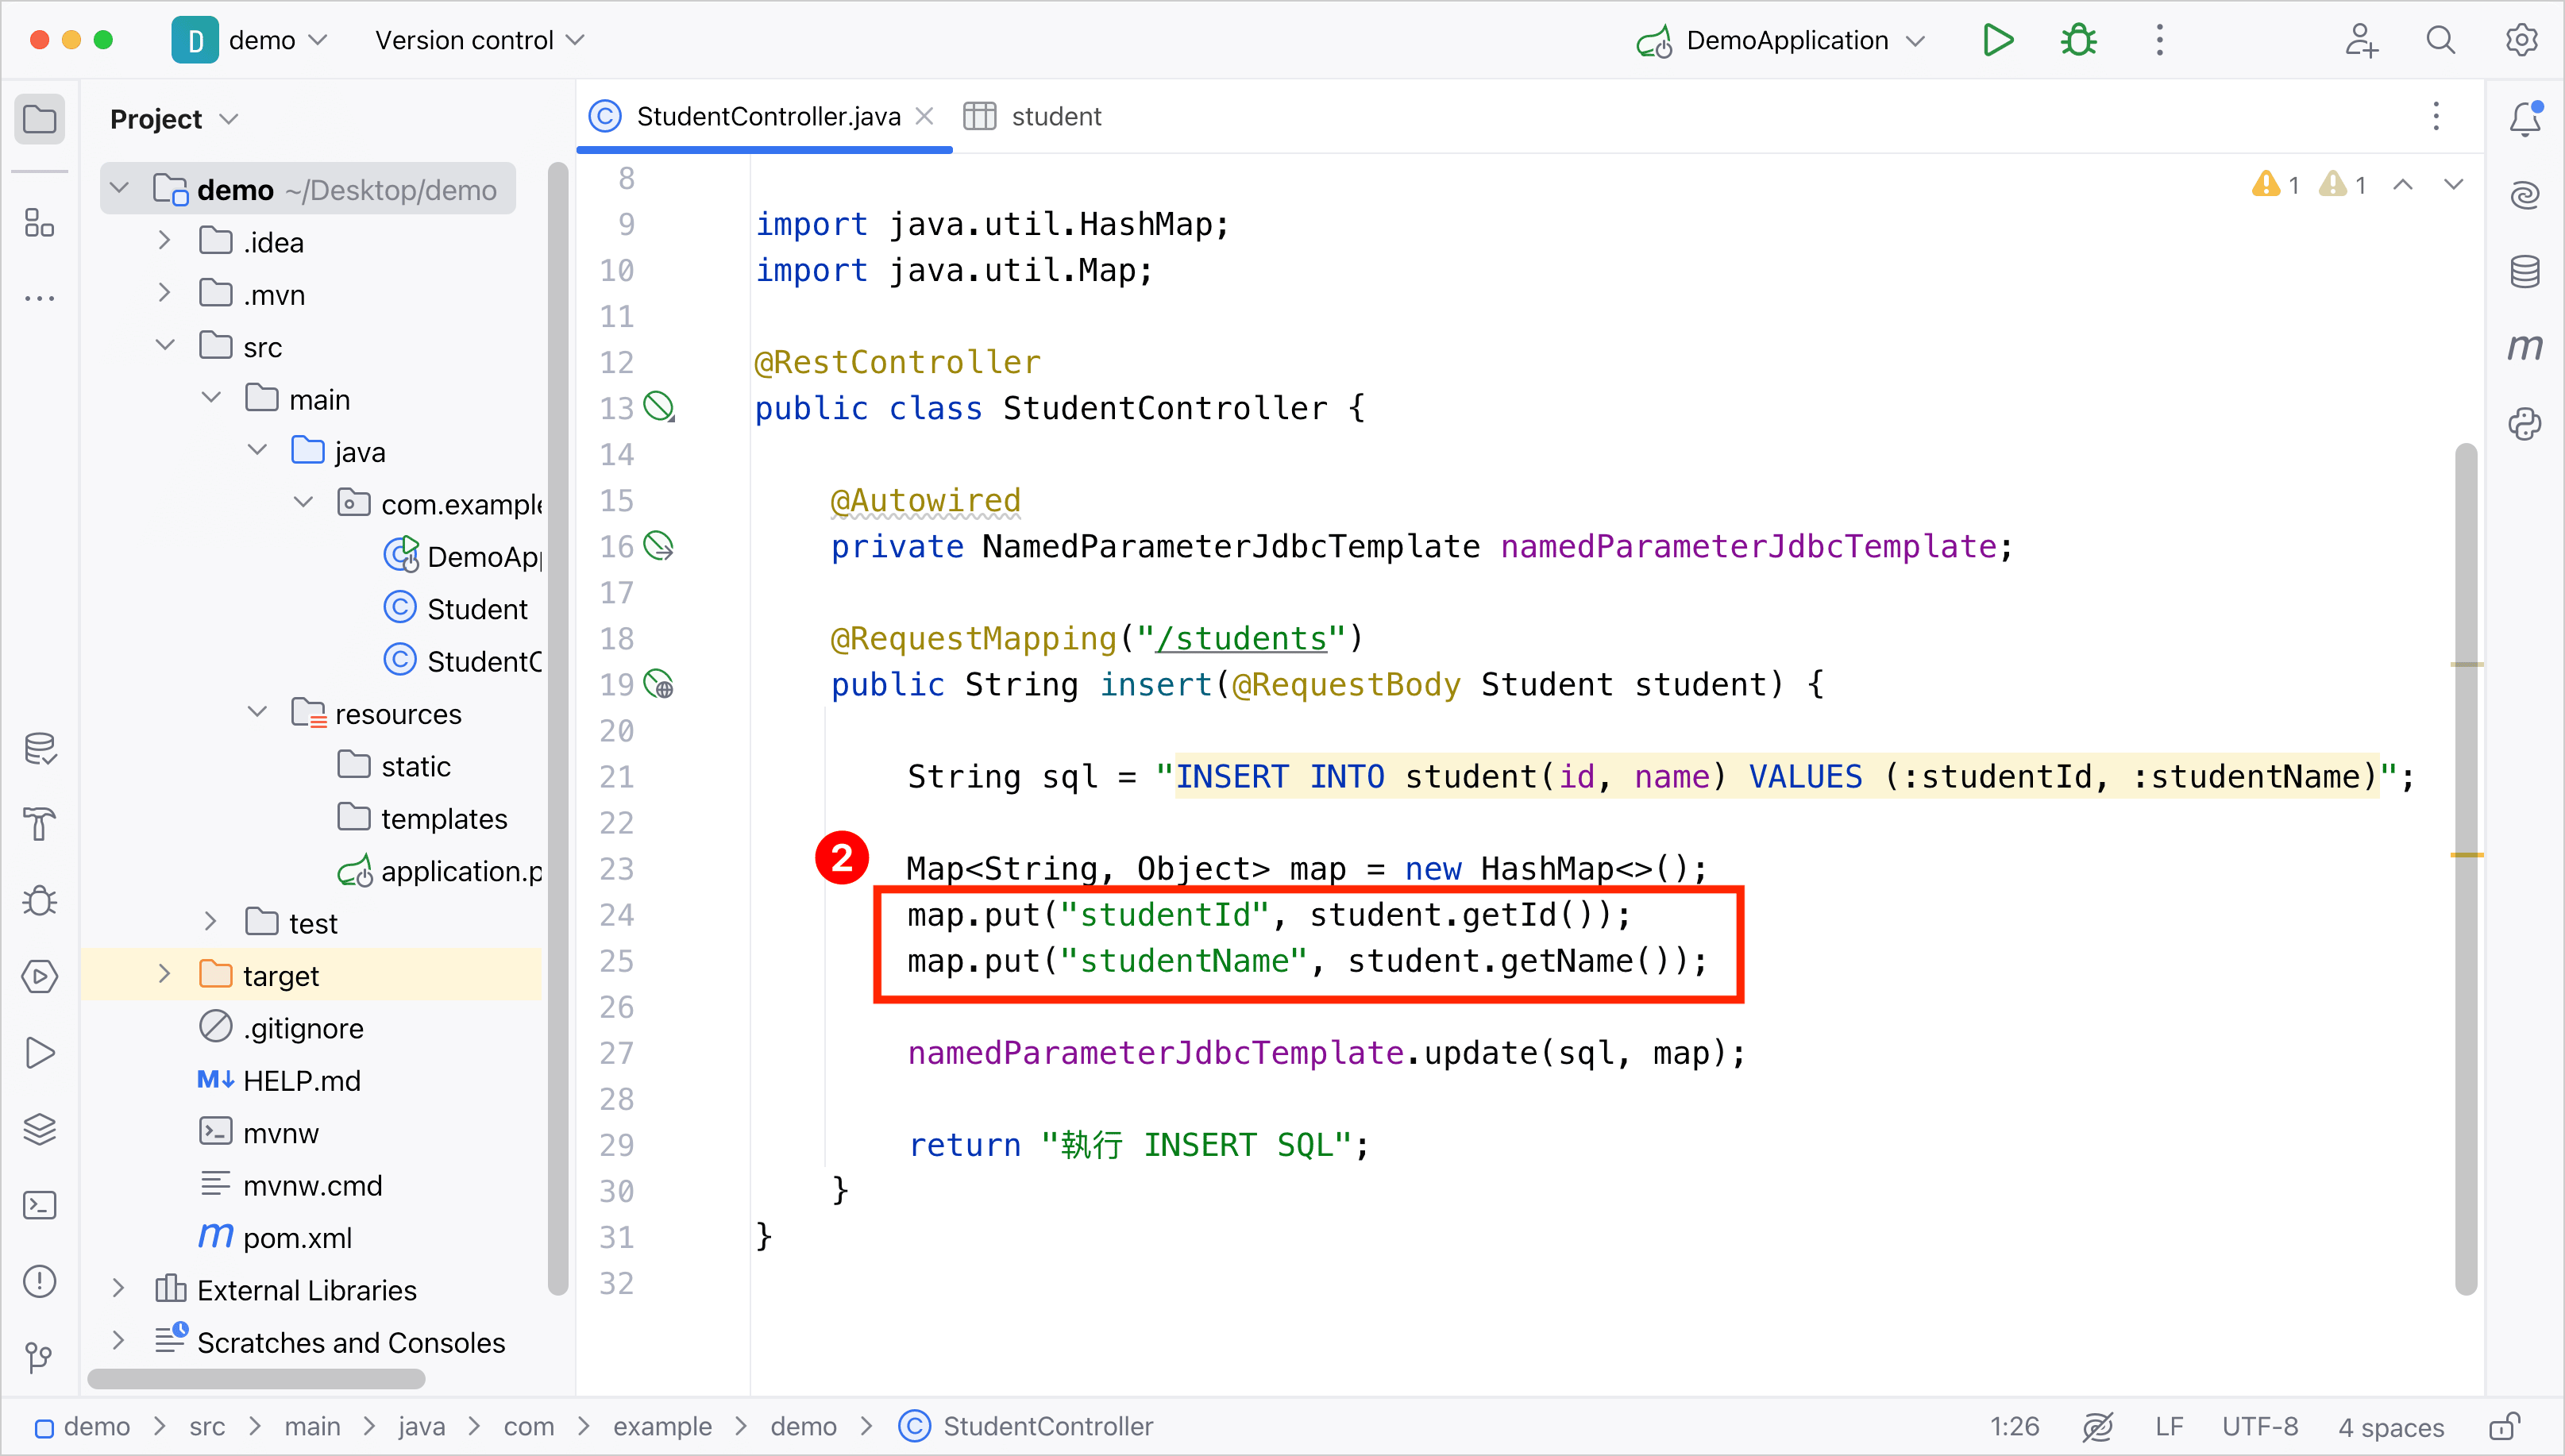 D demo Version control DemoApplication
Project
StudentController.java student
demo ~/Desktop/demo
.idea
.mvn
src
main
java
com.example
DemoApp
Student
StudentC
resources
static
templates
application.p
test
target
.gitignore
M↓ HELP.md
mvnw
mvnw.cmd
m pom.xml
External Libraries
Scratches and Consoles
1 1
8
9 import java.util.HashMap;
10 import java.util.Map;
11
12 @RestController
13 public class StudentController {
14
15 @Autowired
16 private NamedParameterJdbcTemplate namedParameterJdbcTemplate;
17
18 @RequestMapping("/students")
19 public String insert(@RequestBody Student student) {
20
21 String sql = "INSERT INTO student(id, name) VALUES (:studentId, :studentName)";
22
2
23 Map<String, Object> map = new HashMap<>();
24 map.put("studentId", student.getId());
25 map.put("studentName", student.getName());
26
27 namedParameterJdbcTemplate.update(sql, map);
28
29 return "執行 INSERT SQL";
30 }
31 }
32
m
demo > src > main > java > com > example > demo > C StudentController
1:26 LF UTF-8 4 spaces